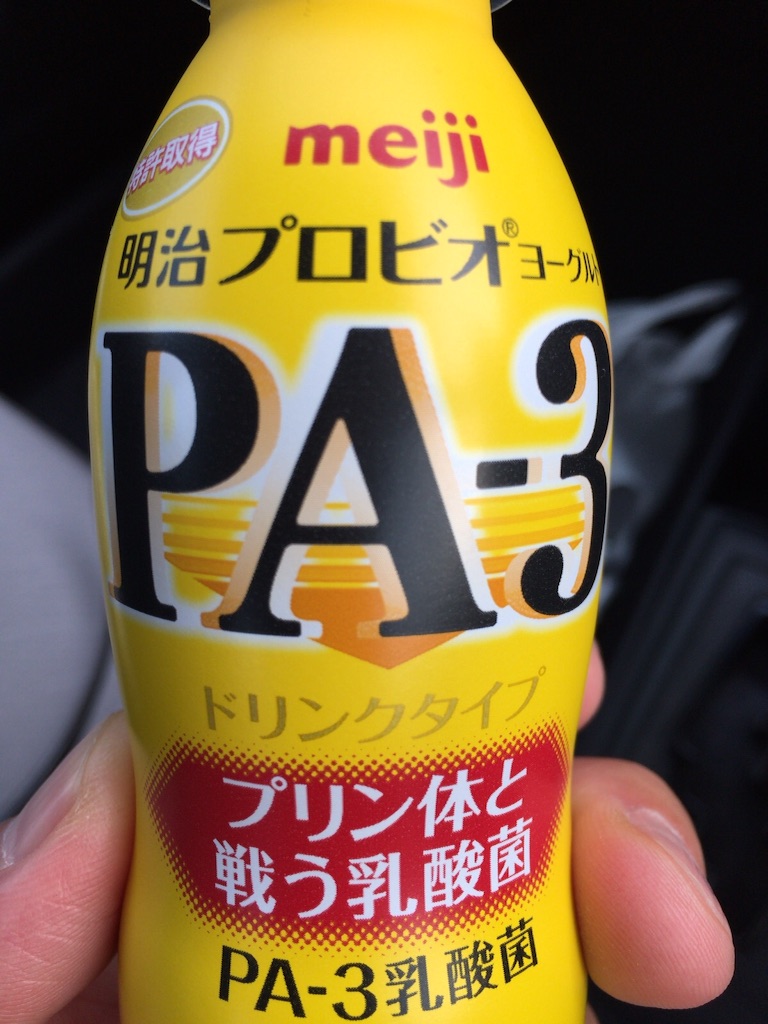 特許取得
meiji
明治プロビオ®ヨーグルト
PA-3
ドリンクタイプ
プリン体と
戦う乳酸菌
PA-3乳酸菌